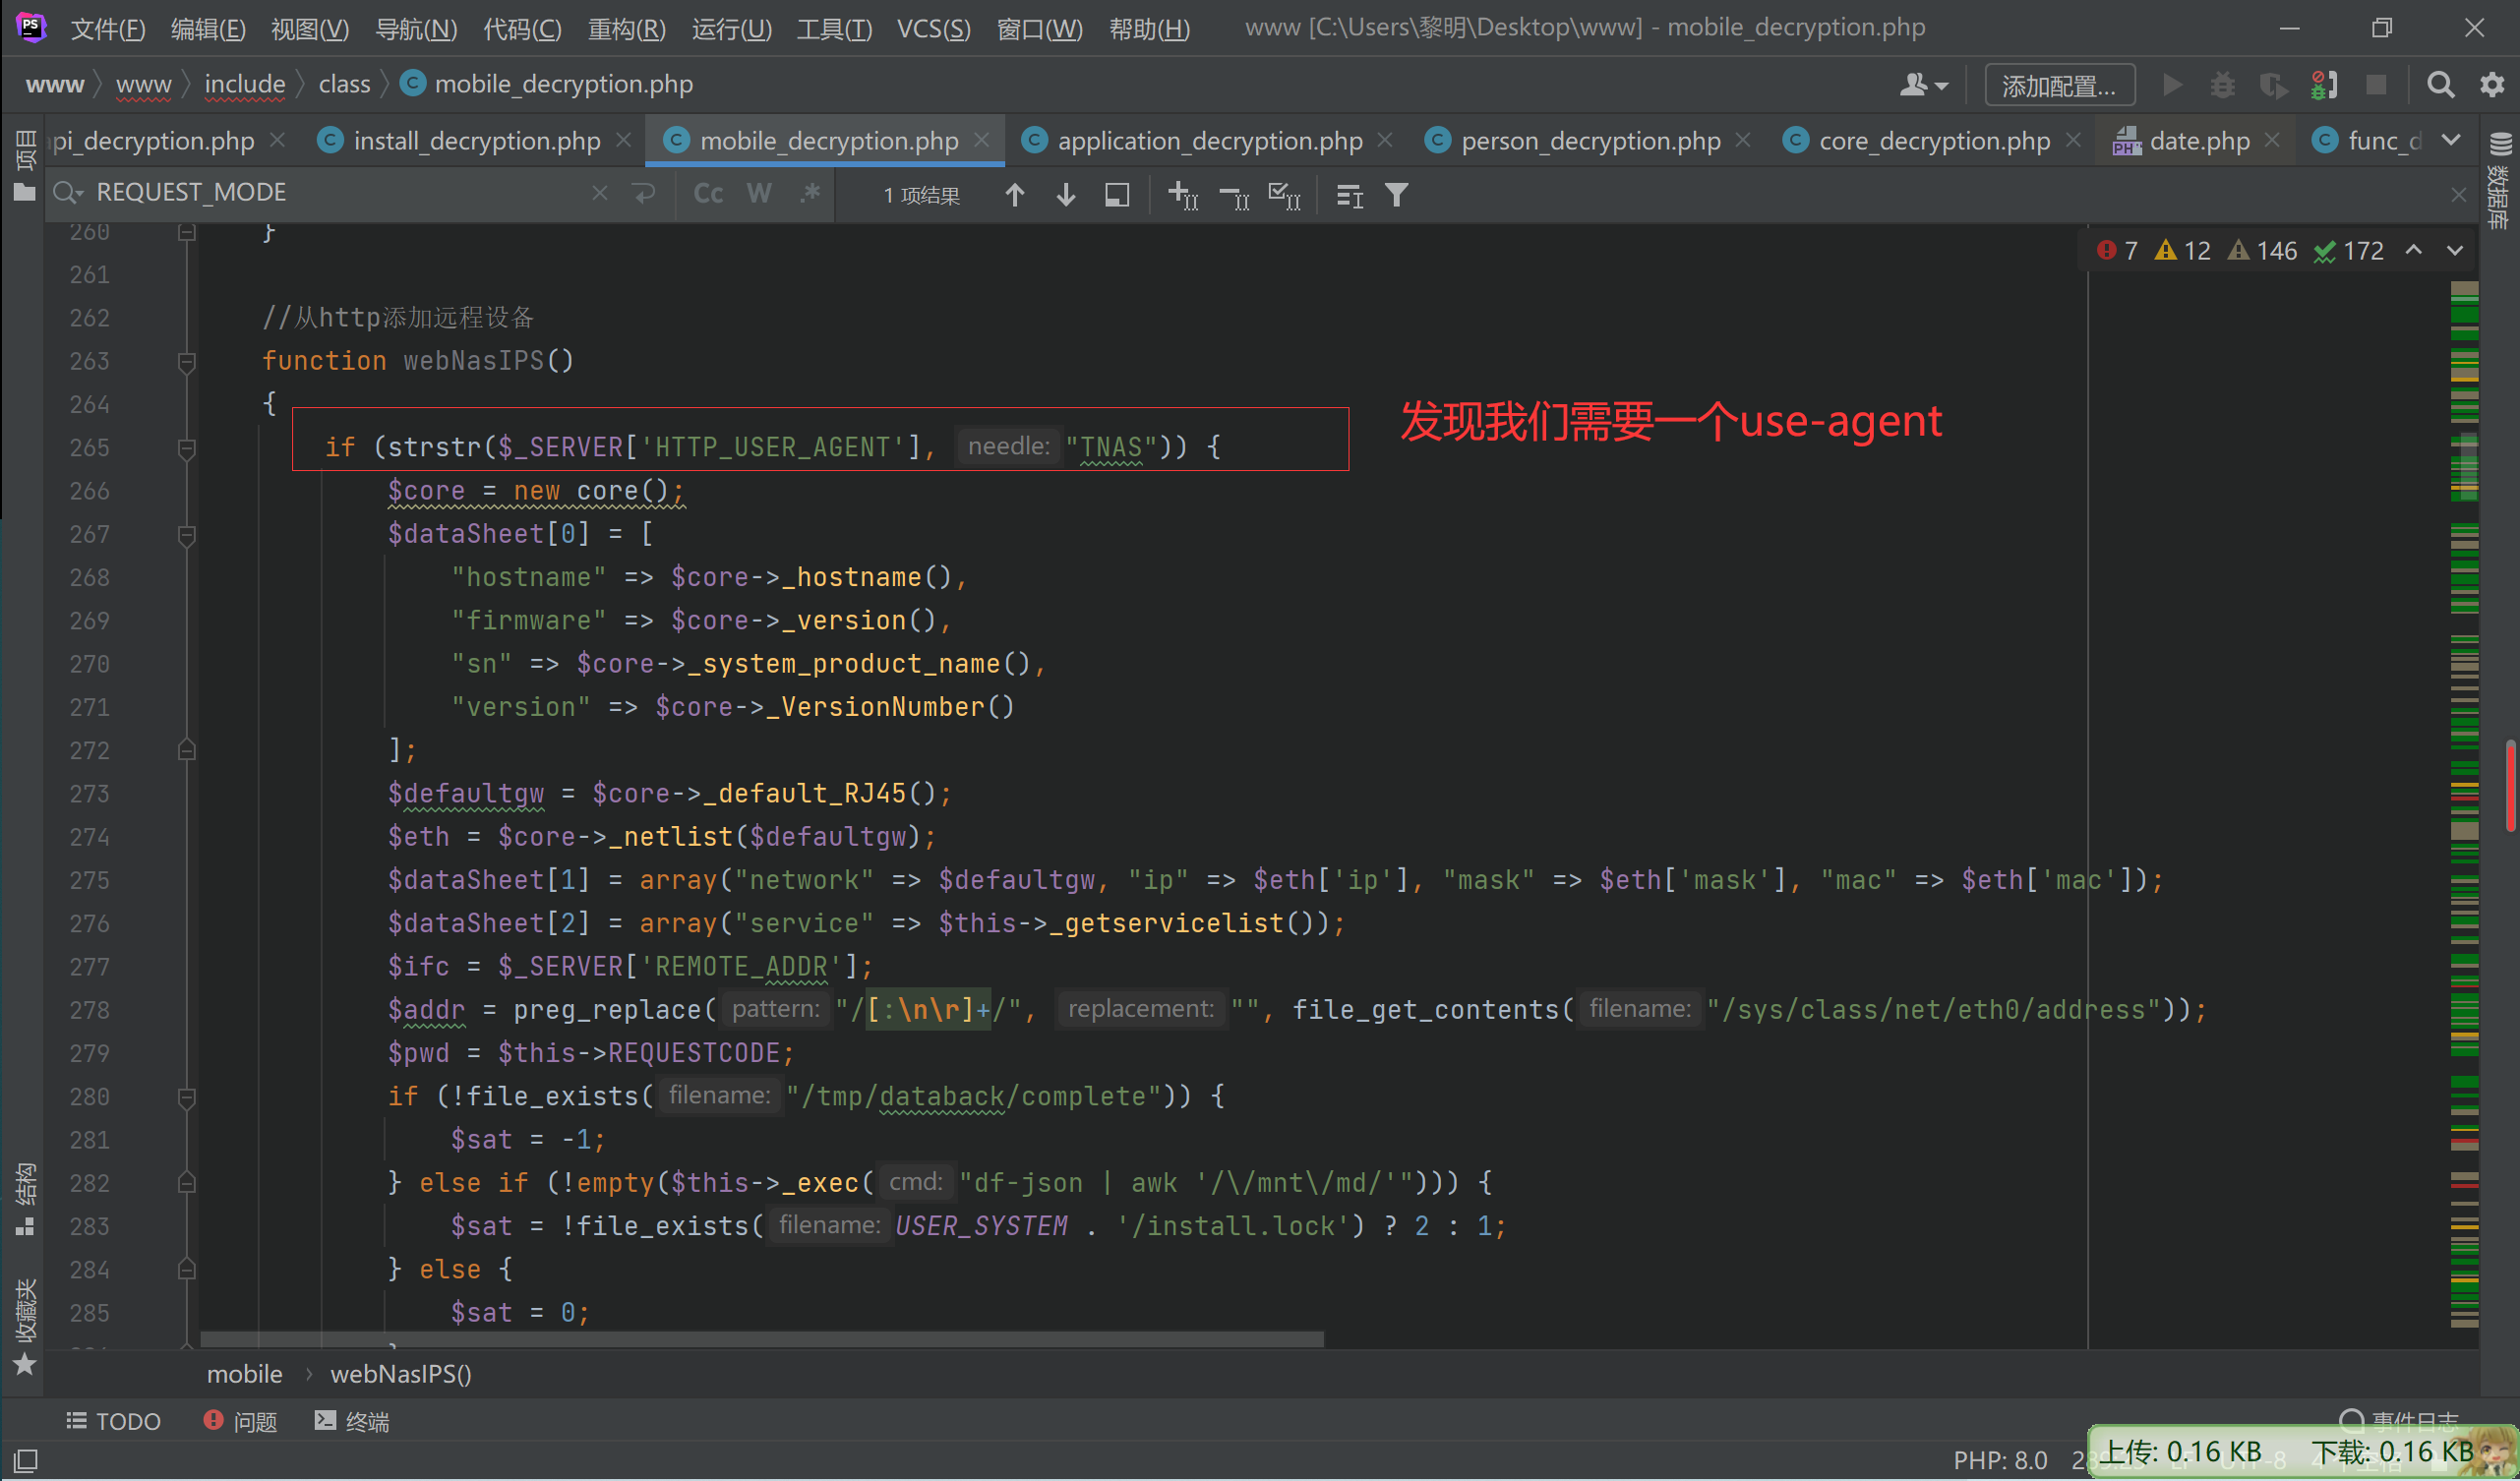 文件(F) 编辑(E) 视图(V) 导航(N) 代码(C) 重构(R) 运行(U) 工具(T) VCS(S) 窗口(W) 帮助(H) www [C:\Users\黎明\Desktop\www] - mobile_decryption.php
www www include class mobile_decryption.php 添加配置...
pi_decryption.php install_decryption.php mobile_decryption.php application_decryption.php person_decryption.php core_decryption.php date.php func_d
REQUEST_MODE Cc W .* 1 项结果
7 12 146 172
260 }
261
262 //从http添加远程设备
263 function webNasIPS()
264 {
发现我们需要一个use-agent
265 if (strstr($_SERVER['HTTP_USER_AGENT'], needle: "TNAS")) {
266 $core = new core();
267 $dataSheet[0] = [
268 "hostname" => $core->_hostname(),
269 "firmware" => $core->_version(),
270 "sn" => $core->_system_product_name(),
271 "version" => $core->_VersionNumber()
272 ];
273 $defaultgw = $core->_default_RJ45();
274 $eth = $core->_netlist($defaultgw);
275 $dataSheet[1] = array("network" => $defaultgw, "ip" => $eth['ip'], "mask" => $eth['mask'], "mac" => $eth['mac']);
276 $dataSheet[2] = array("service" => $this->_getservicelist());
277 $ifc = $_SERVER['REMOTE_ADDR'];
278 $addr = preg_replace( pattern: "/[:\n\r]+/", replacement: "", file_get_contents( filename: "/sys/class/net/eth0/address"));
279 $pwd = $this->REQUESTCODE;
280 if (!file_exists( filename: "/tmp/databack/complete")) {
281 $sat = -1;
282 } else if (!empty($this->_exec( cmd: "df-json | awk '/\/mnt\/md/'"))) {
283 $sat = !file_exists( filename: USER_SYSTEM . '/install.lock') ? 2 : 1;
284 } else {
285 $sat = 0;
mobile webNasIPS()
TODO 问题 终端 事件日志
PHP: 8.0
上传: 0.16 KB 下载: 0.16 KB
项目
结构
收藏夹
数据库